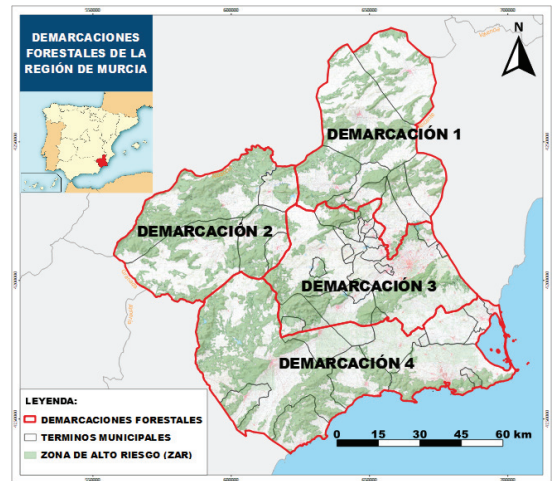 DEMARCACIONES
FORESTALES DE LA
REGIÓN DE MURCIA
N
DEMARCACIÓN 1
DEMARCACIÓN 2
DEMARCACIÓN 3
DEMARCACIÓN 4
LEYENDA:
DEMARCACIONES FORESTALES
TERMINOS MUNICIPALES
ZONA DE ALTO RIESGO (ZAR)
0 15 30 45 60 km